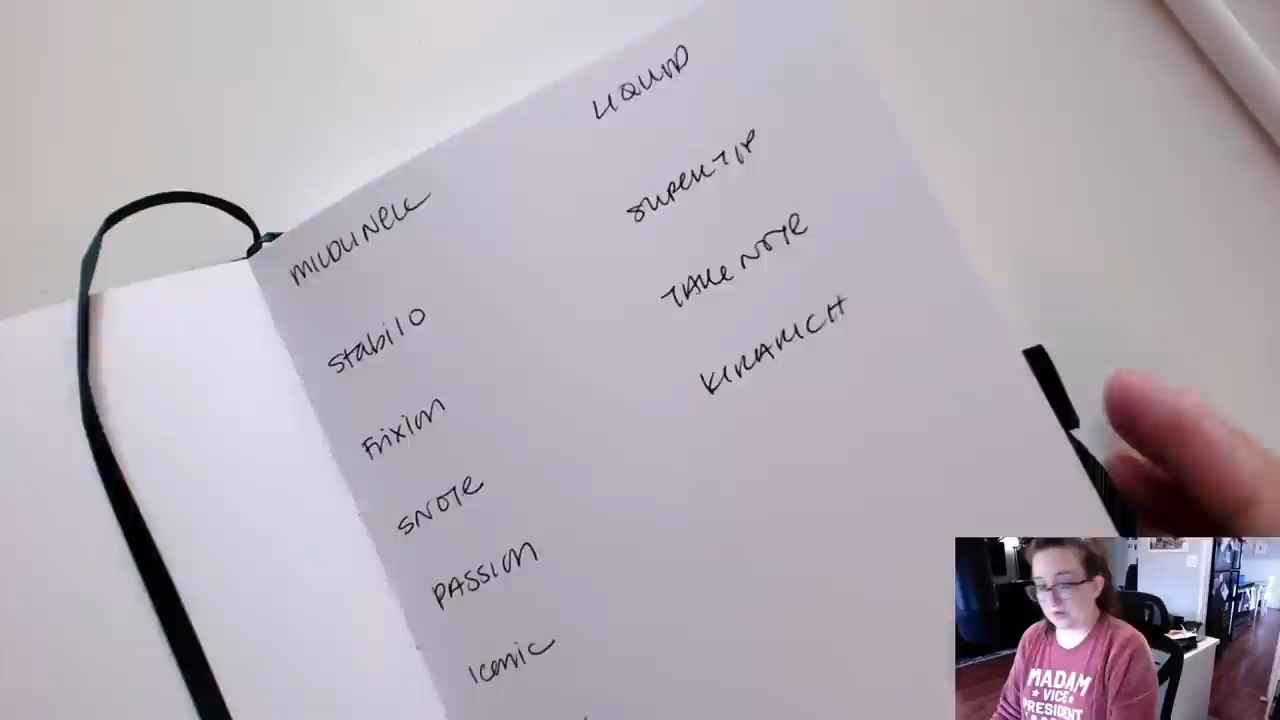 MILDLINER
Stabilo
Frixion
SNOTE
PASSION
Iconic
LIQUID
SUPERTIP
TAKE NOTE
KIRARICH
MADAM
VICE
PRESIDENT